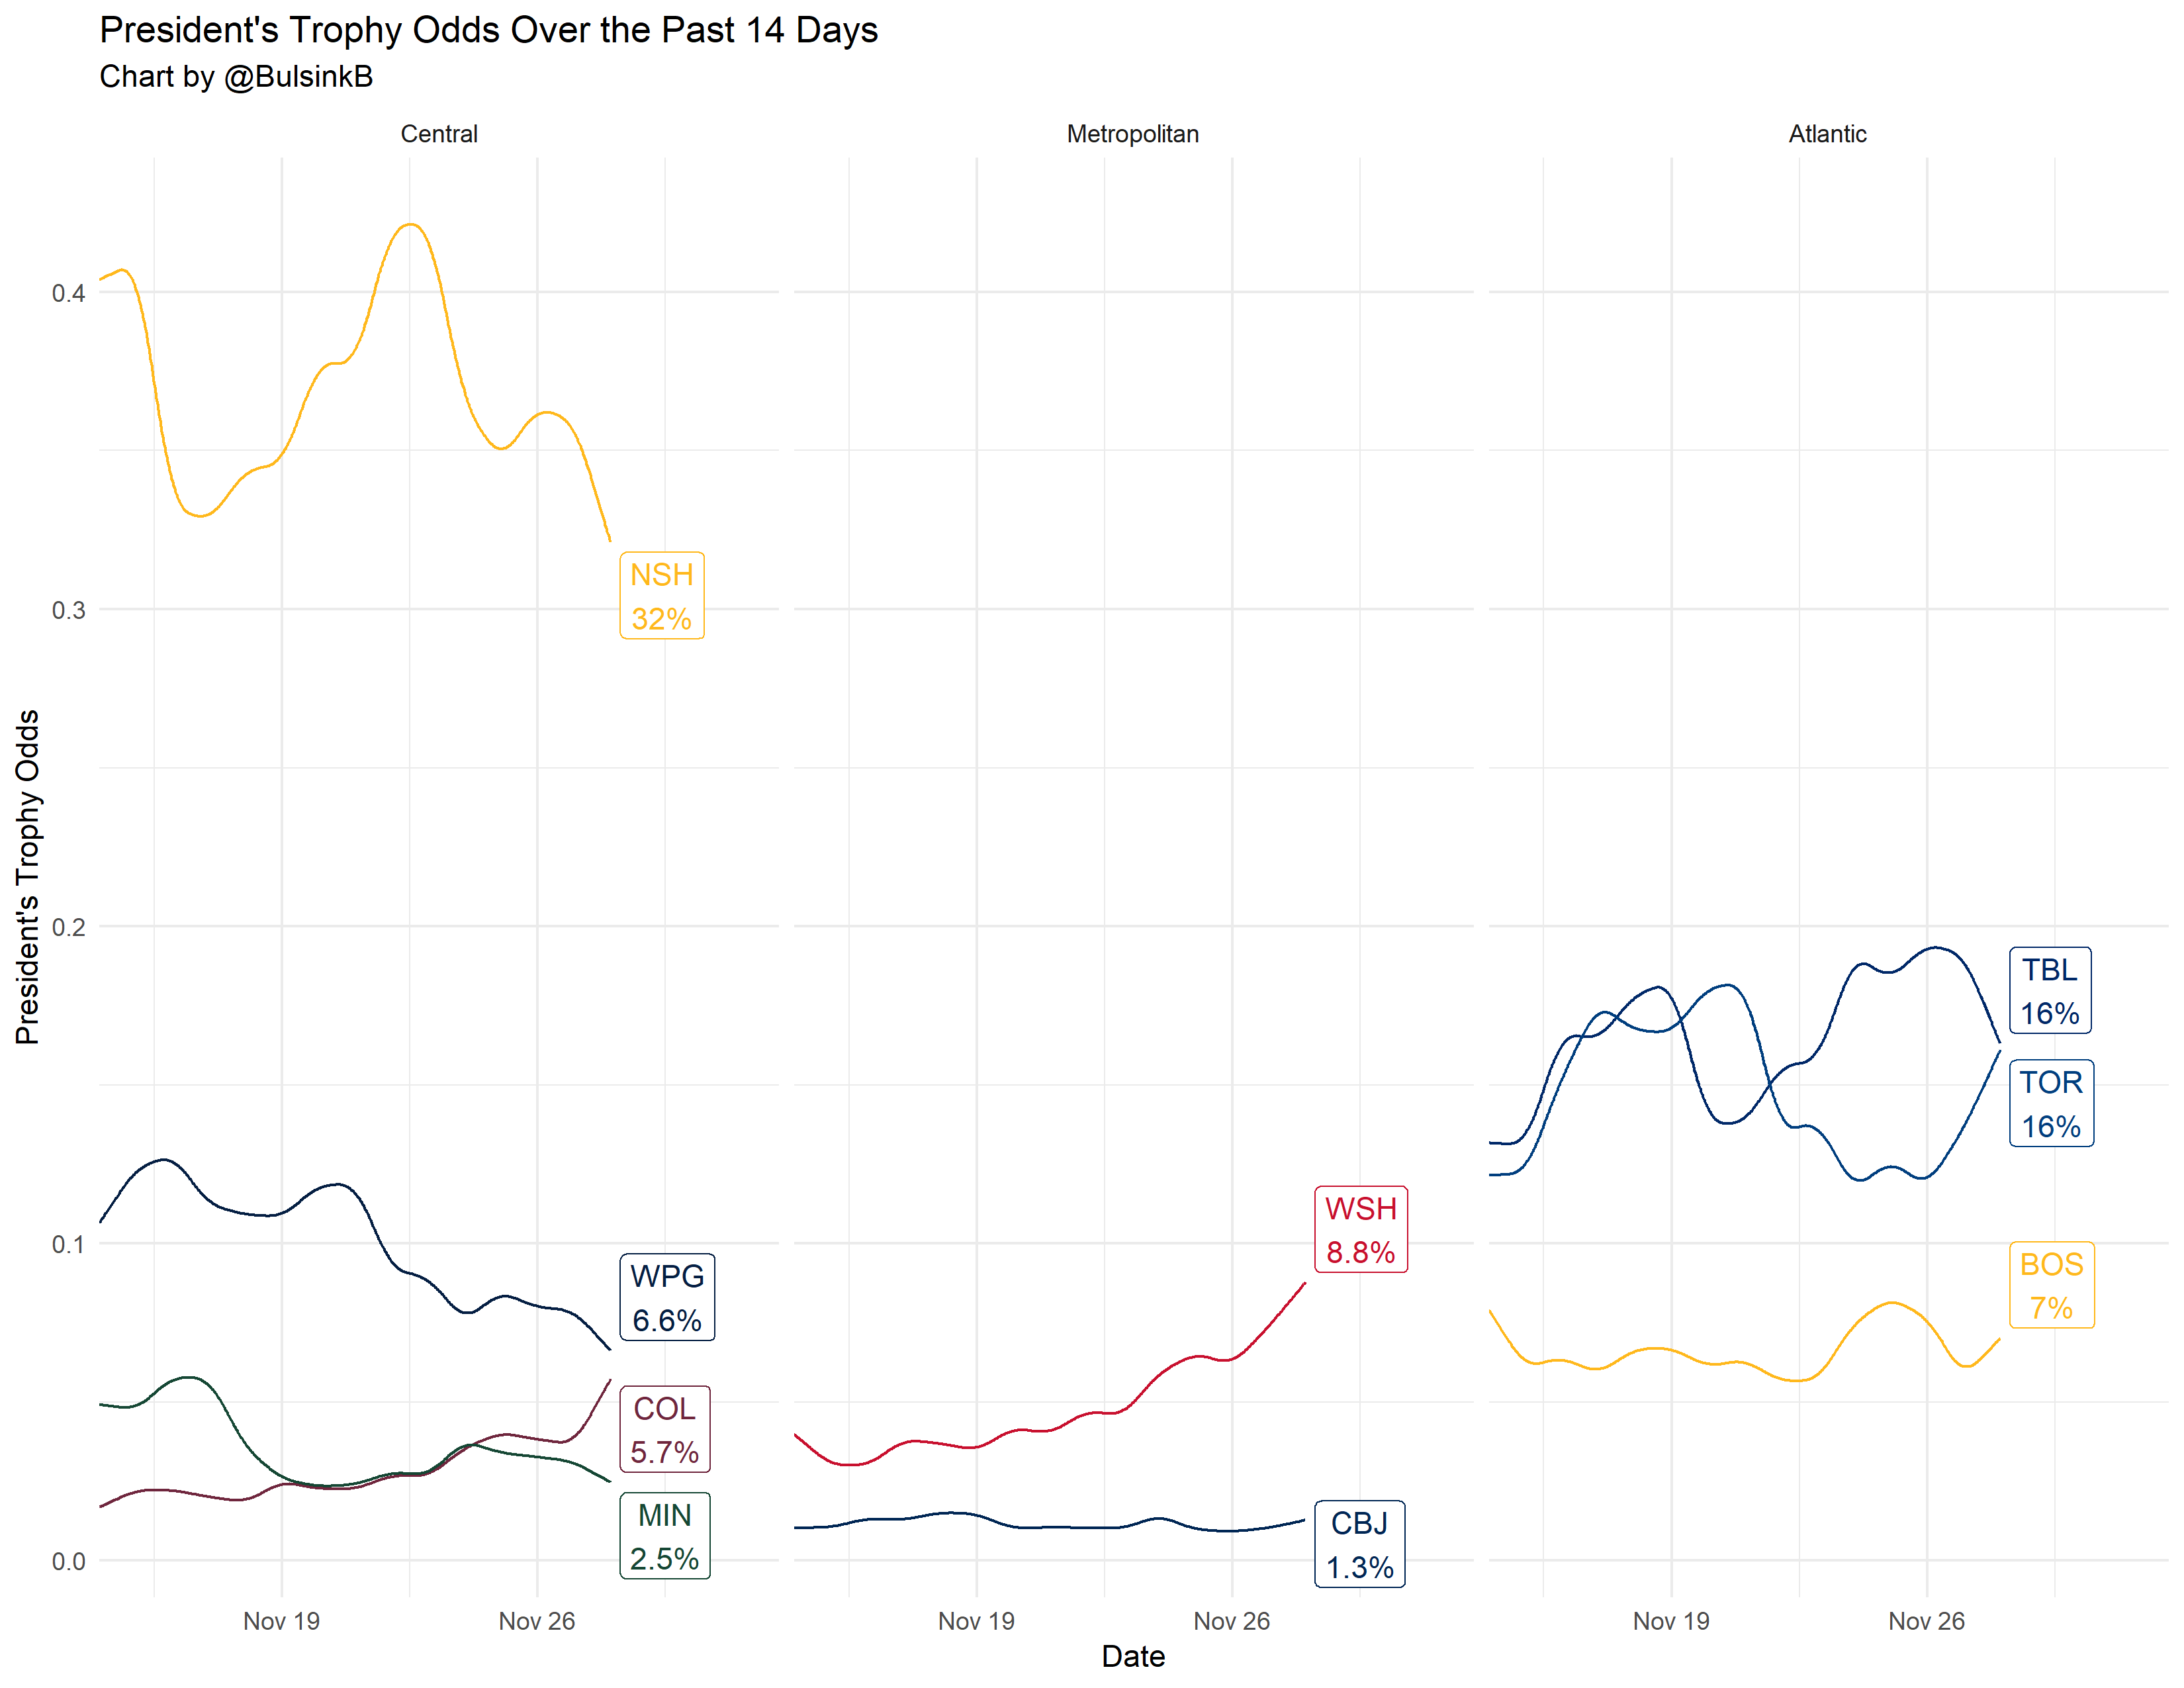 President's Trophy Odds Over the Past 14 Days
Chart by @BulsinkB
Central
Metropolitan
Atlantic
President's Trophy Odds
0.4
0.3
0.2
0.1
0.0
NSH
32%
WPG
6.6%
COL
5.7%
MIN
2.5%
WSH
8.8%
CBJ
1.3%
TBL
16%
TOR
16%
BOS
7%
Nov 19
Nov 26
Nov 19
Nov 26
Nov 19
Nov 26
Date